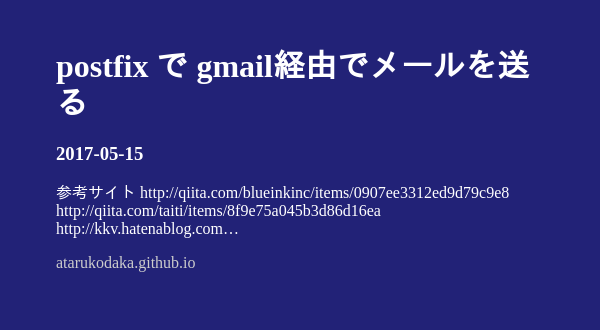 postfix で gmail経由でメールを送
る
2017-05-15
参考サイト http://qiita.com/blueinkinc/items/0907ee3312ed9d79c9e8
http://qiita.com/taiti/items/8f9e75a045b3d86d16ea
http://kkv.hatenablog.com…
atarukodaka.github.io